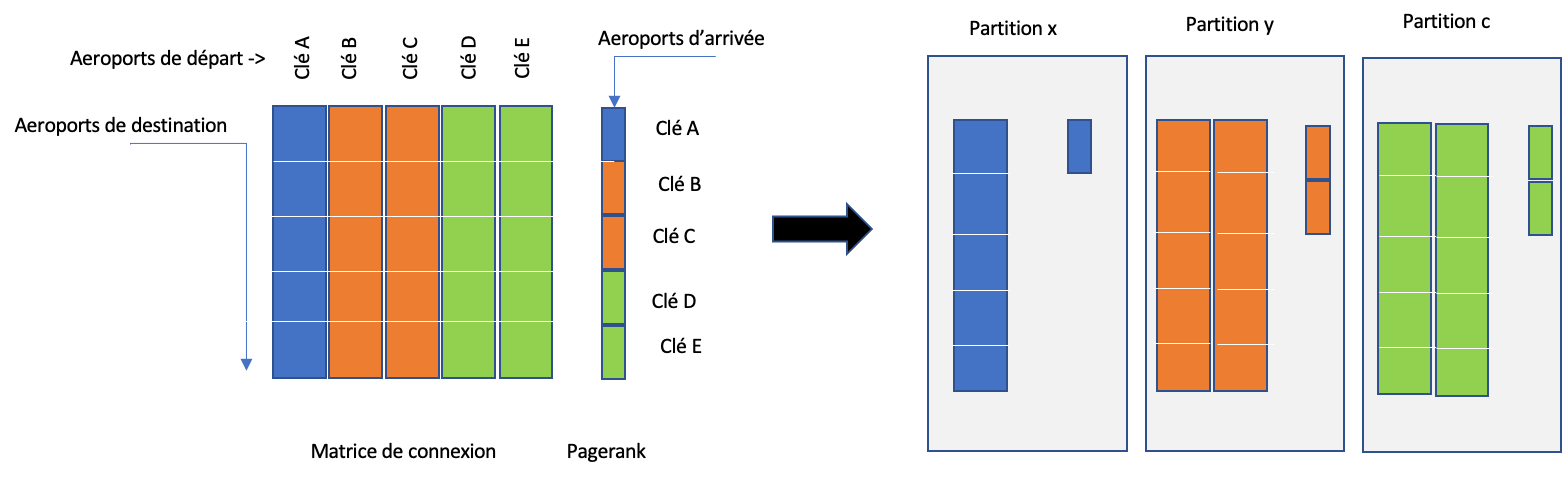 Aeroports de départ ->
Clé A
Clé B
Clé C
Clé D
Clé E
Aeroports d’arrivée
Partition x
Partition y
Partition c
Aeroports de destination
Clé A
Clé B
Clé C
Clé D
Clé E
Matrice de connexion
Pagerank